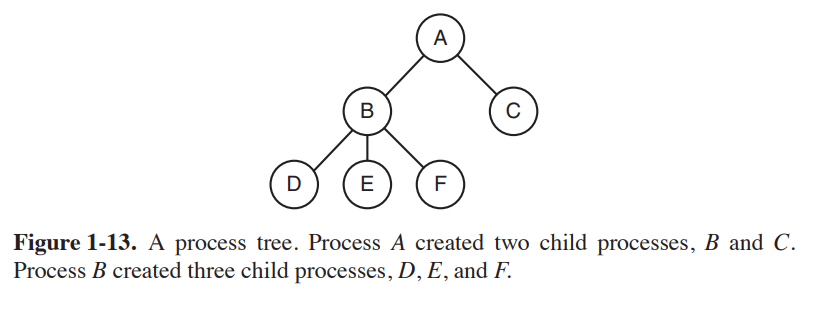 A
B
C
D
E
F
Figure 1-13. A process tree. Process A created two child processes, B and C.
Process B created three child processes, D, E, and F.